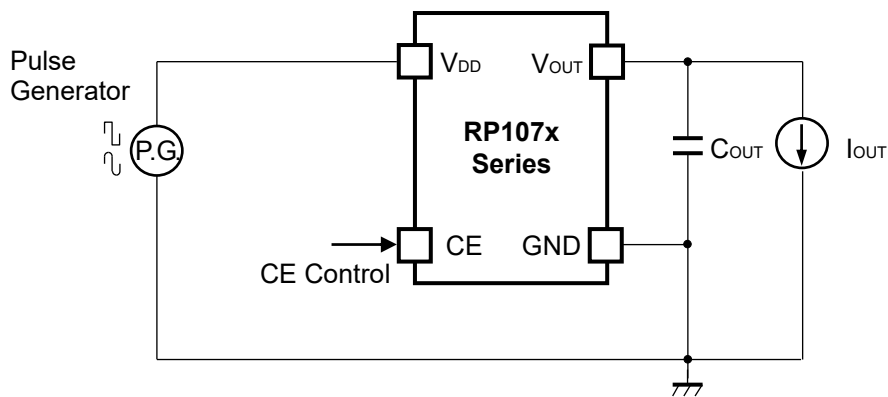 Pulse
Generator
P.G.
VDD
VOUT
RP107x
Series
COUT
IOUT
CE
GND
CE Control